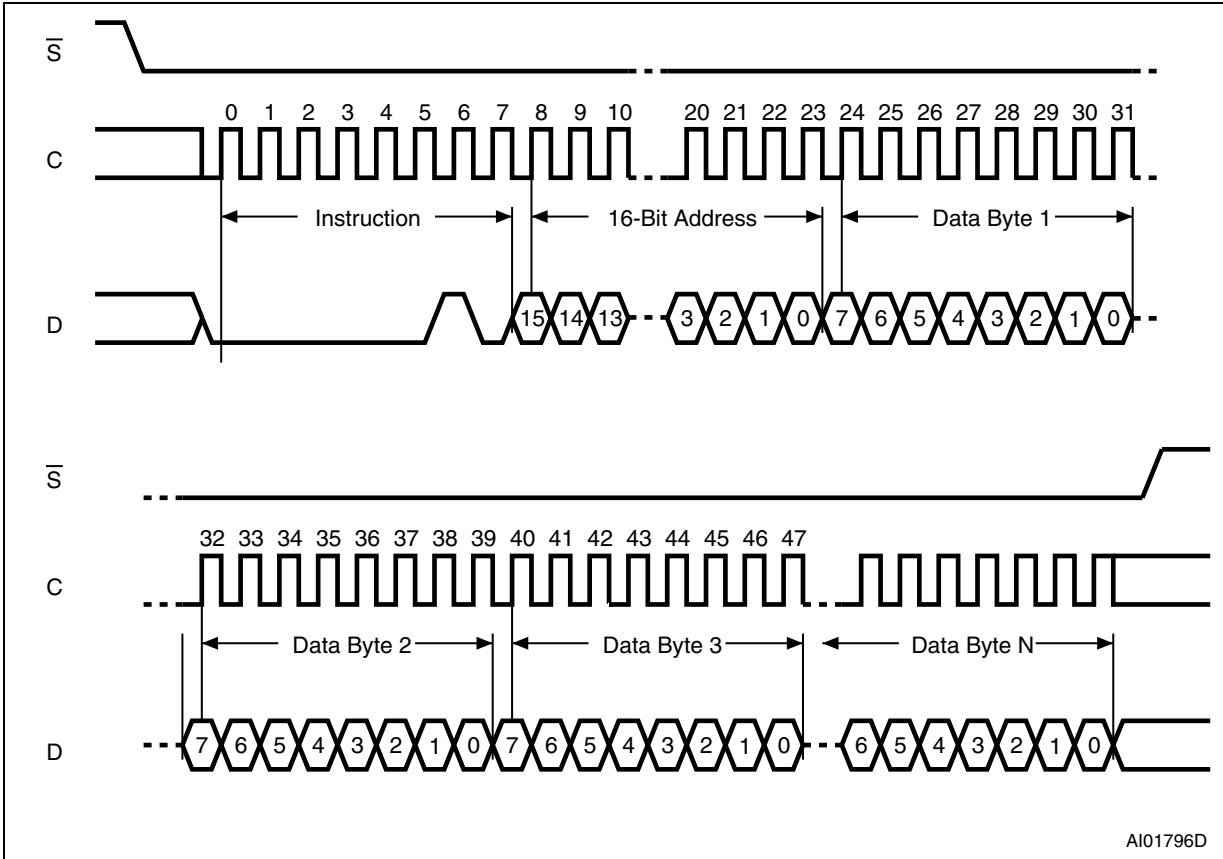 S̅
0 1 2 3 4 5 6 7 8 9 10 20 21 22 23 24 25 26 27 28 29 30 31
C
Instruction 16-Bit Address Data Byte 1
D 15 14 13 3 2 1 0 7 6 5 4 3 2 1 0
S̅
32 33 34 35 36 37 38 39 40 41 42 43 44 45 46 47
C
Data Byte 2 Data Byte 3 Data Byte N
D 7 6 5 4 3 2 1 0 7 6 5 4 3 2 1 0 6 5 4 3 2 1 0
AI01796D